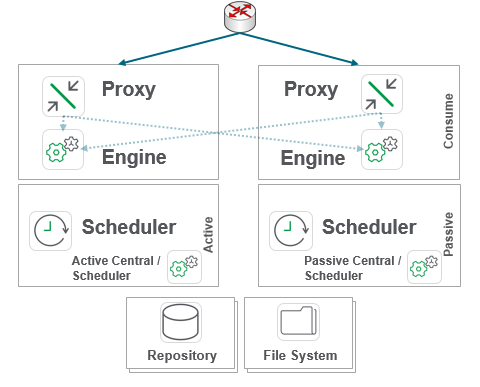 Proxy
Engine
Proxy
Engine
Consume
Scheduler
Active Central /
Scheduler
Active
Scheduler
Passive Central /
Scheduler
Passive
Repository
File System